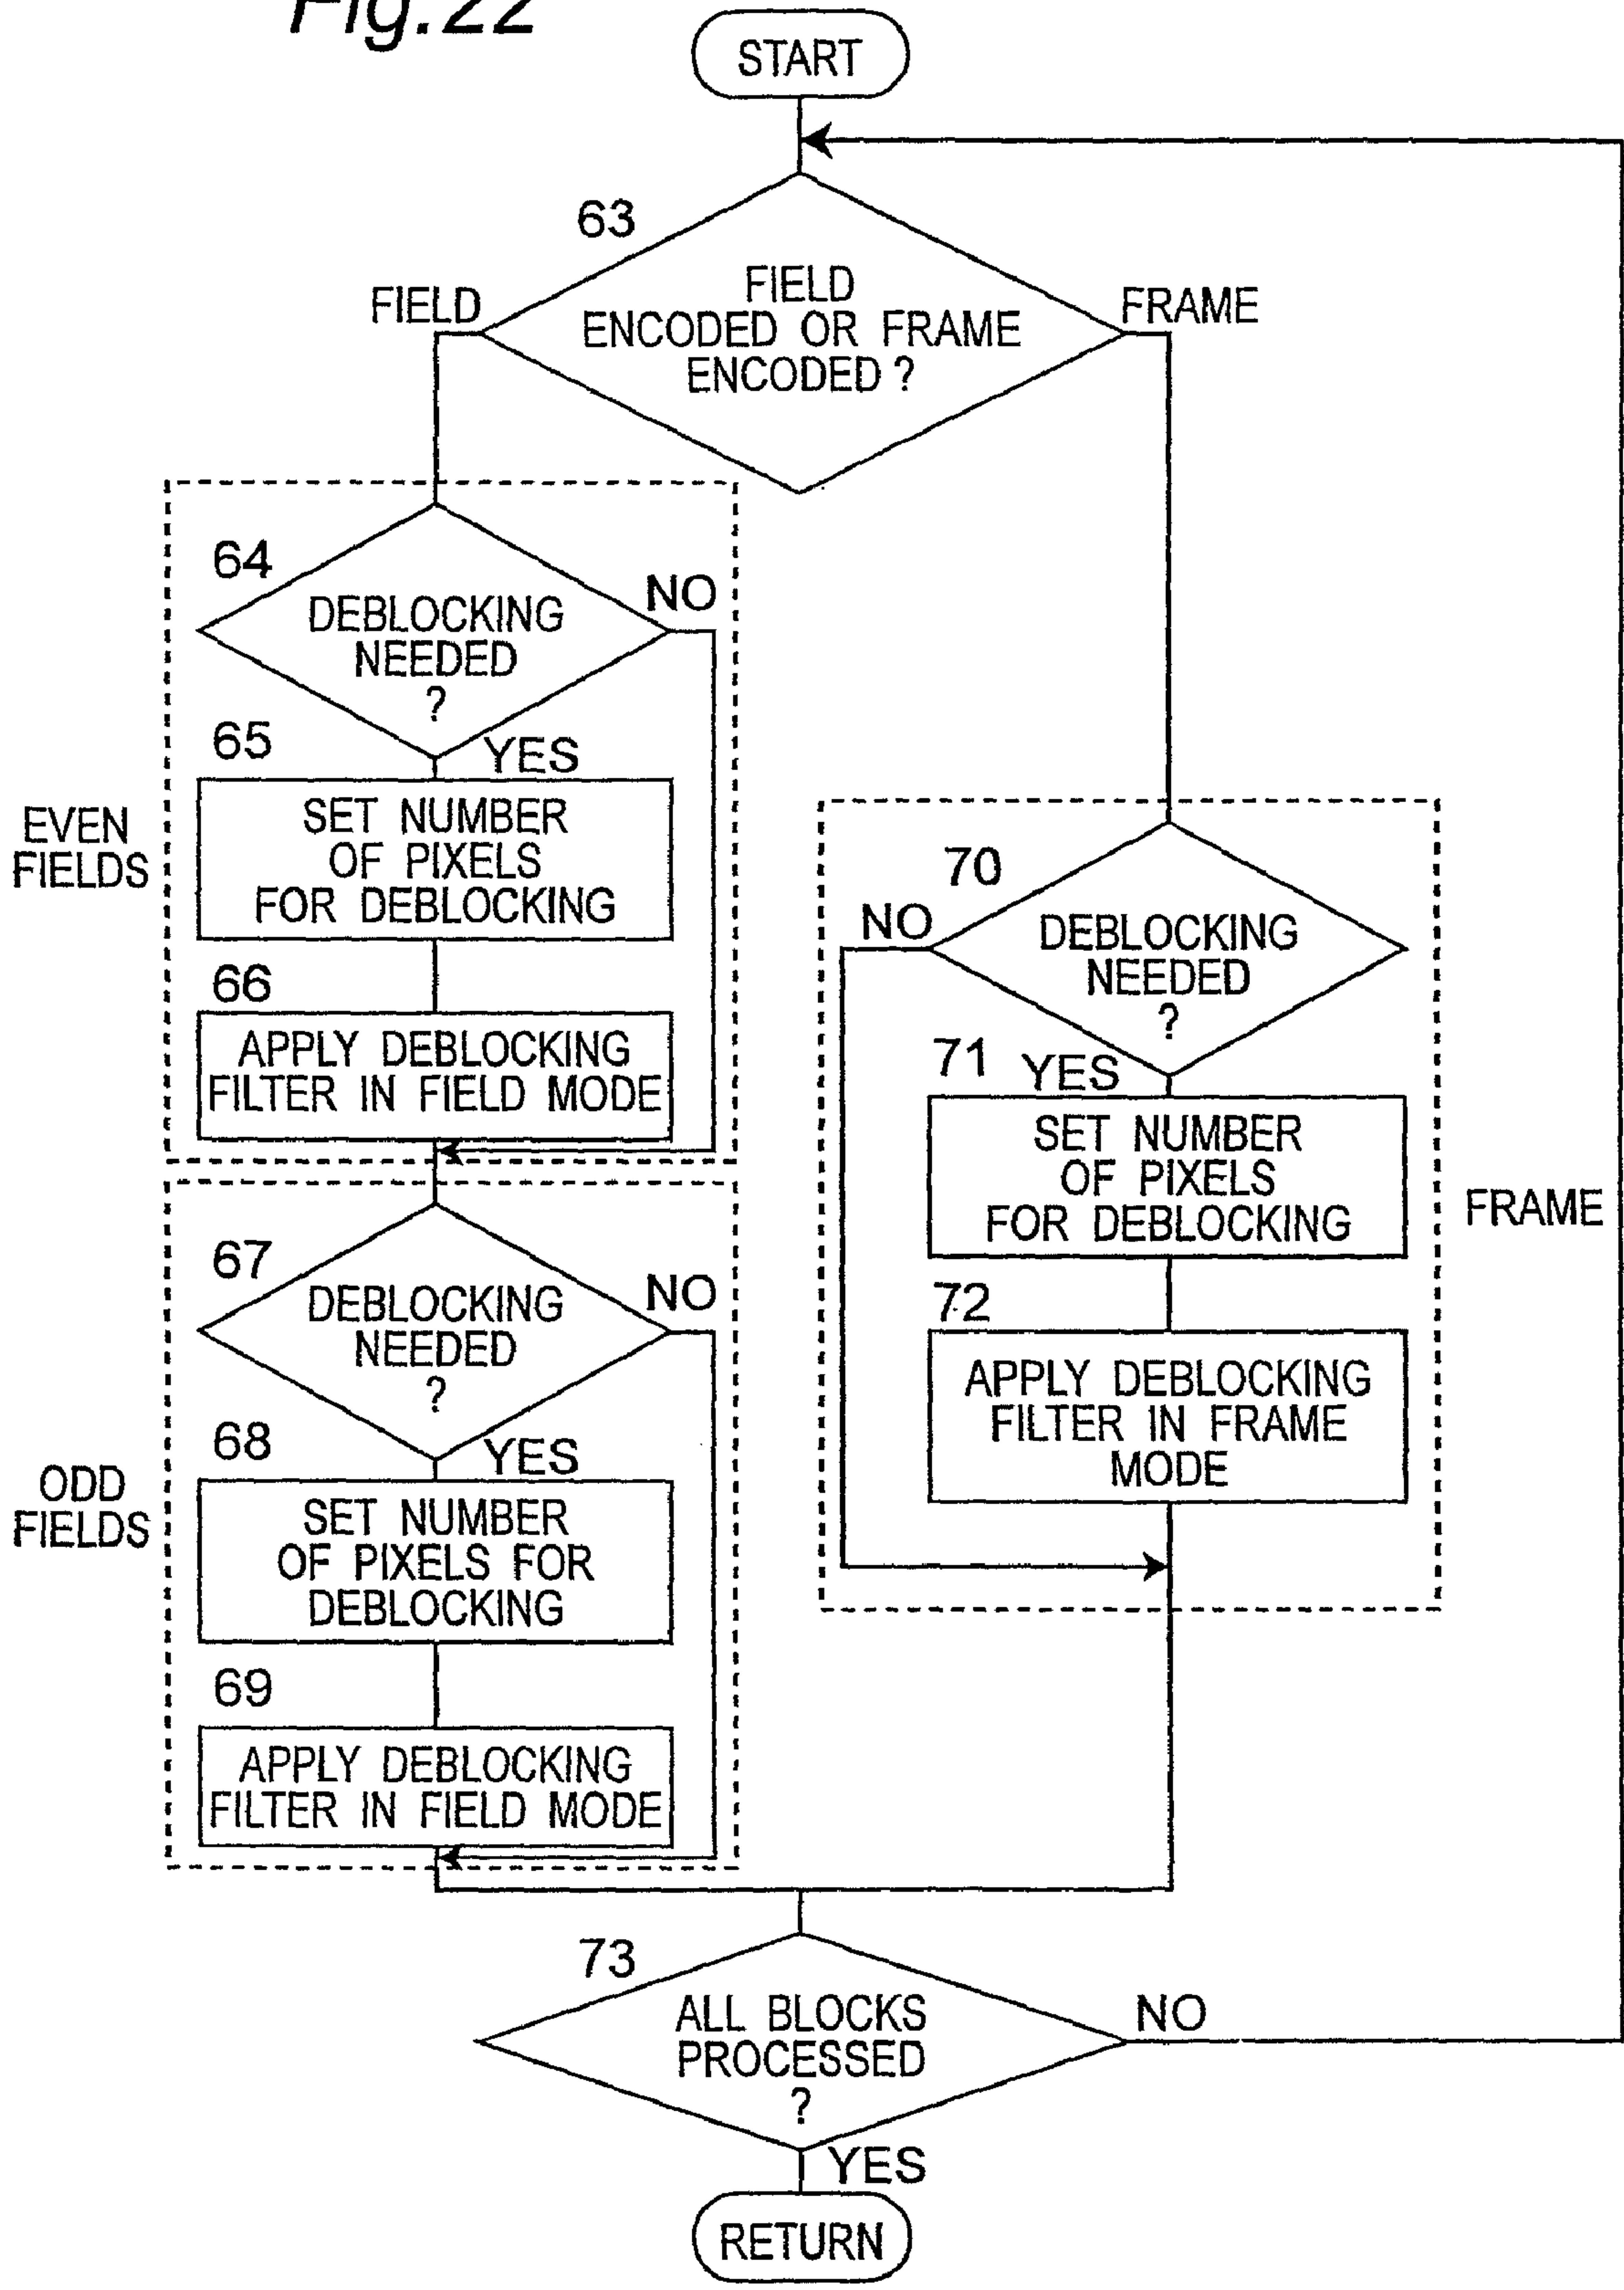 Fig.22
START
63
FIELD
ENCODED OR FRAME
ENCODED ?
FIELD
FRAME
64
DEBLOCKING
NEEDED
?
NO
YES
65
SET NUMBER
OF PIXELS
FOR DEBLOCKING
EVEN
FIELDS
66
APPLY DEBLOCKING
FILTER IN FIELD MODE
67
DEBLOCKING
NEEDED
?
NO
YES
68
SET NUMBER
OF PIXELS FOR
DEBLOCKING
ODD
FIELDS
69
APPLY DEBLOCKING
FILTER IN FIELD MODE
70
DEBLOCKING
NEEDED
?
NO
YES
71
SET NUMBER
OF PIXELS
FOR DEBLOCKING
FRAME
72
APPLY DEBLOCKING
FILTER IN FRAME
MODE
73
ALL BLOCKS
PROCESSED
?
NO
YES
RETURN